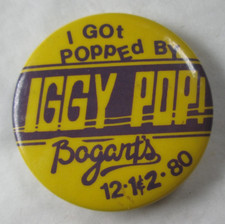 I GOt
POPPEd BY
IGGY POP!
Bogart's
12·1¢2·80